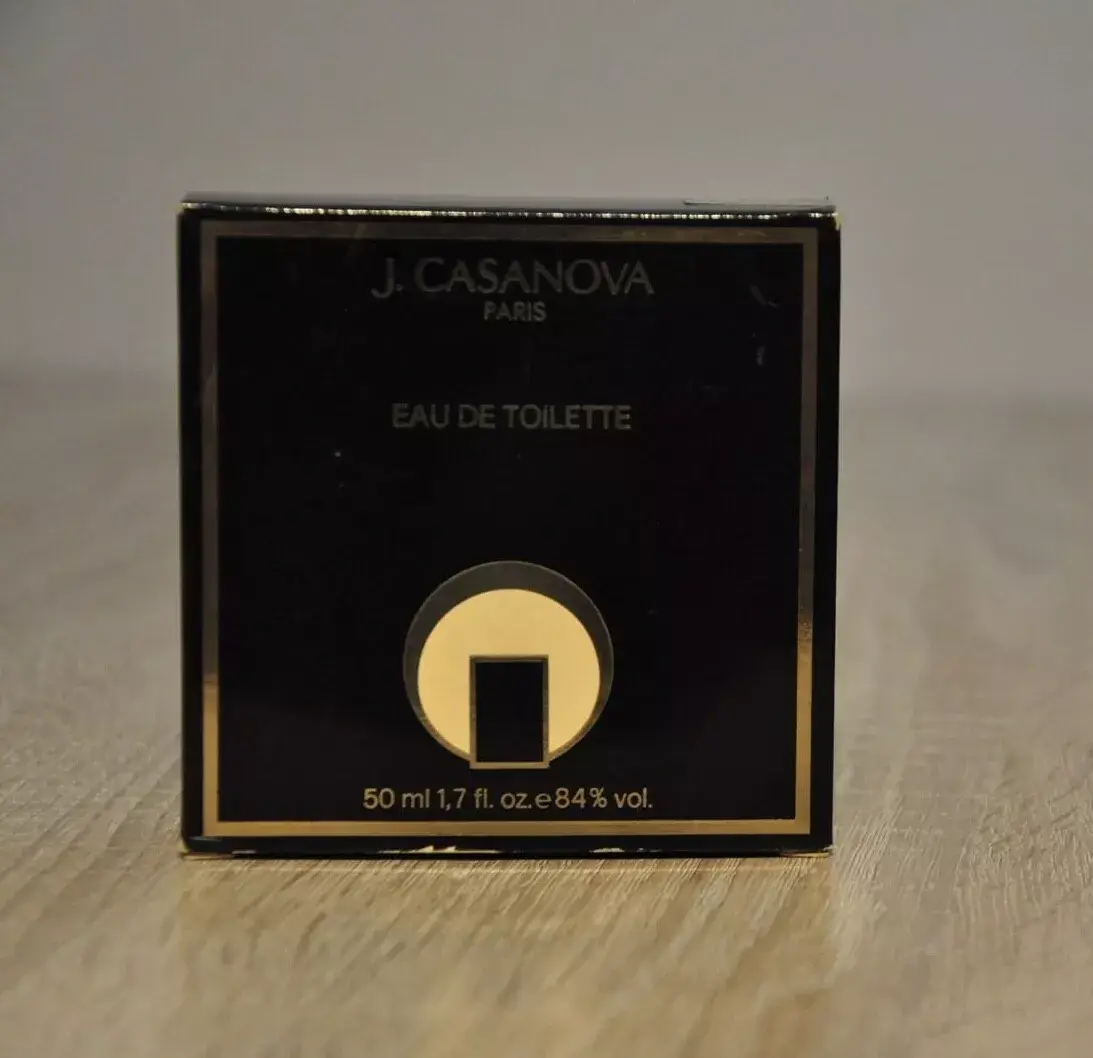 J. CASANOVA
PARIS
EAU DE TOILETTE
50 ml 1,7 fl. oz. e 84% vol.